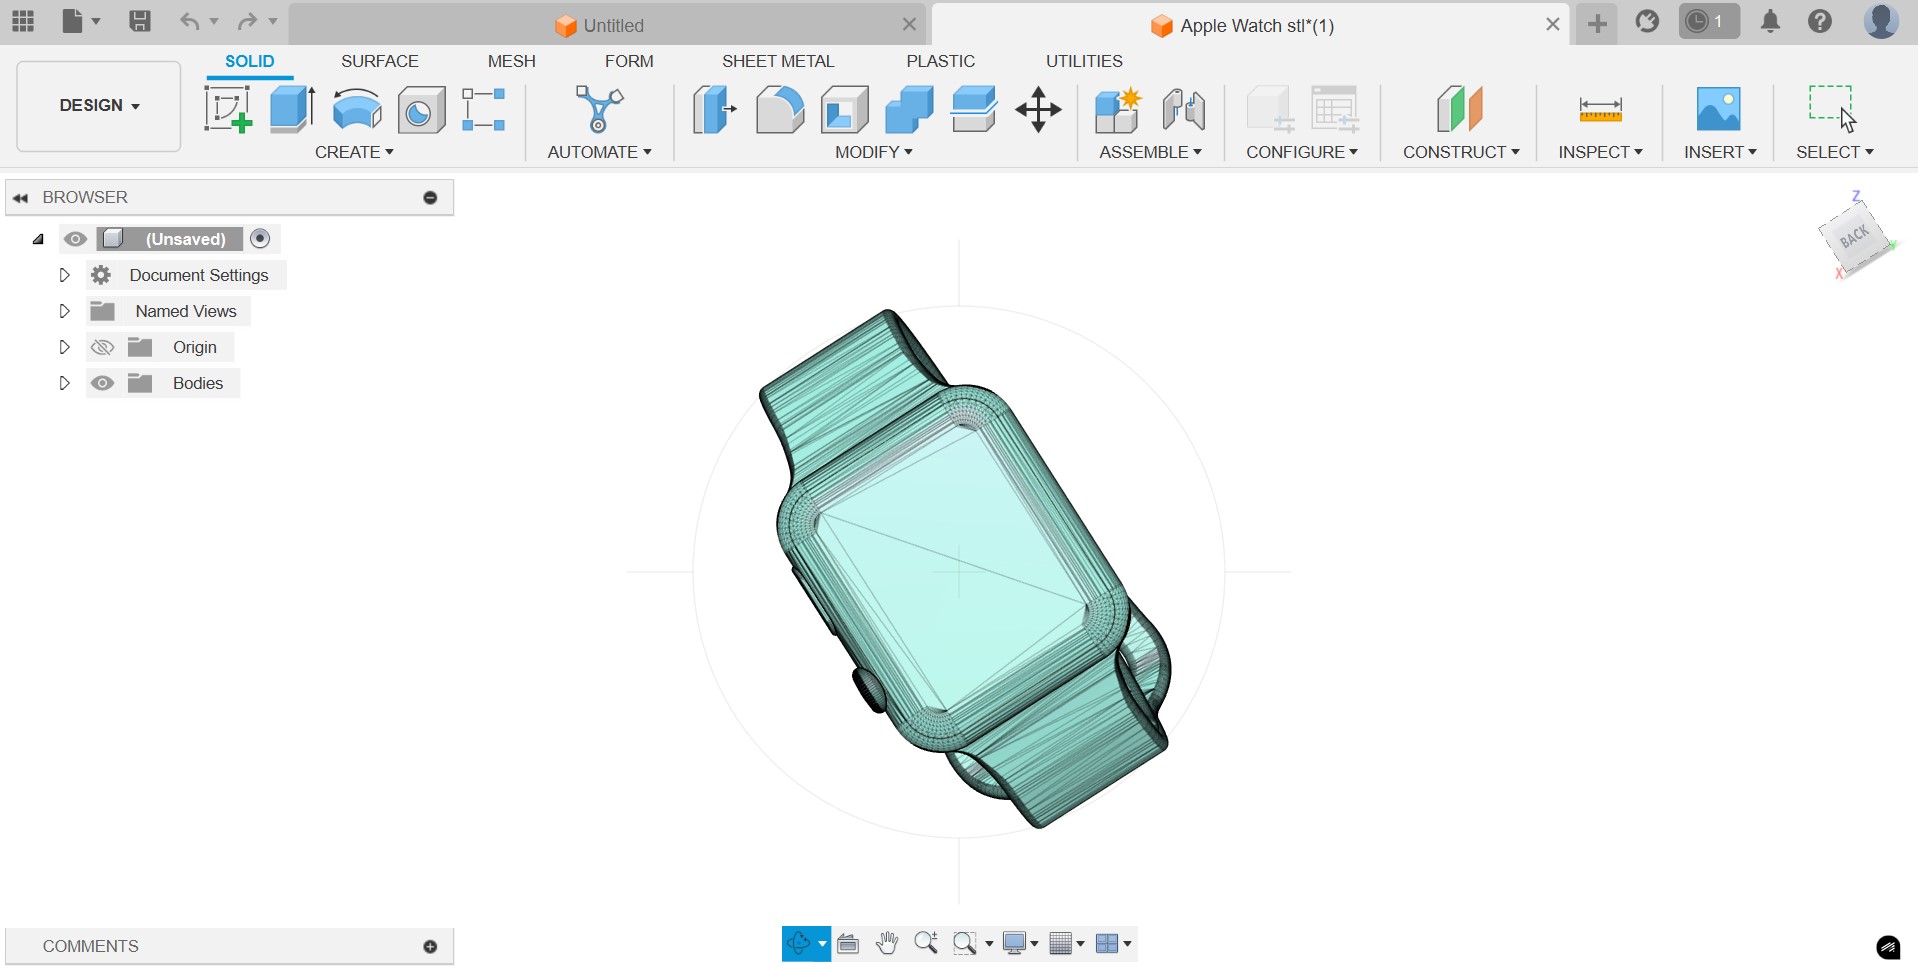 Untitled
Apple Watch stl*(1)
1
DESIGN
SOLID
SURFACE
MESH
FORM
SHEET METAL
PLASTIC
UTILITIES
CREATE
AUTOMATE
MODIFY
ASSEMBLE
CONFIGURE
CONSTRUCT
INSPECT
INSERT
SELECT
BROWSER
(Unsaved)
Document Settings
Named Views
Origin
Bodies
Z
BACK
X
Y
COMMENTS